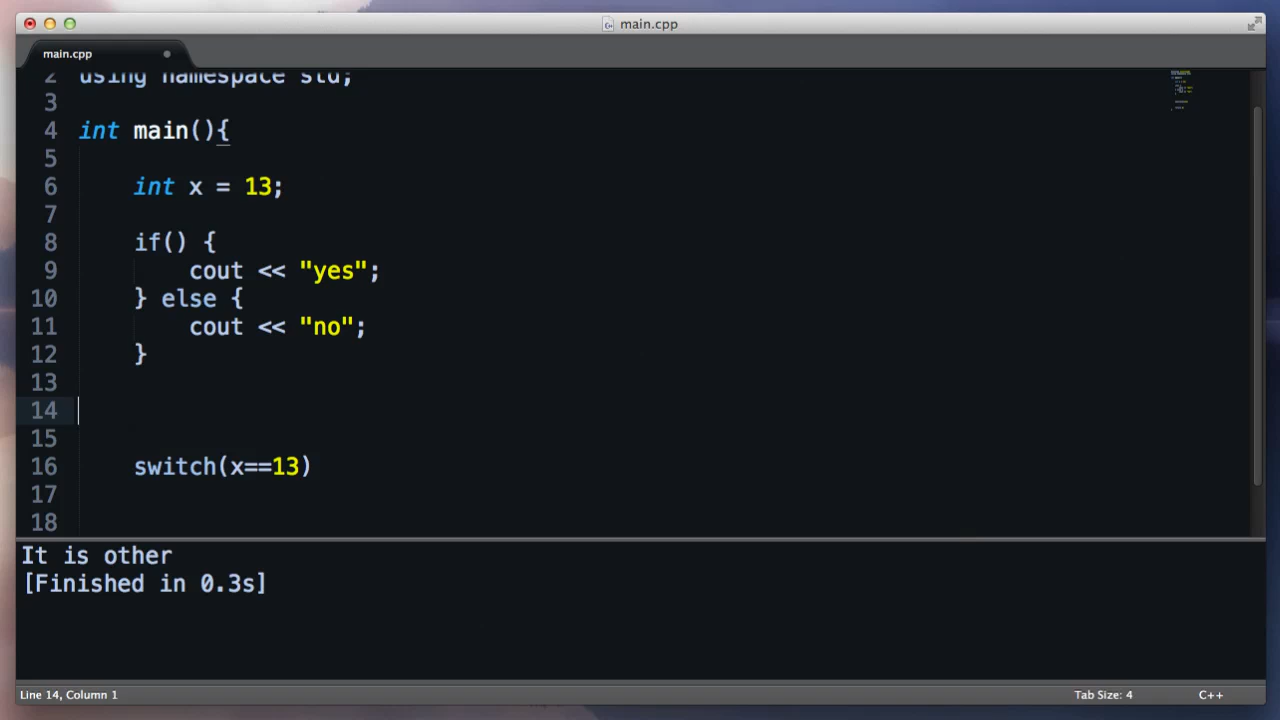 main.cpp
main.cpp
2 using namespace std;
3
4 int main(){
5
6 int x = 13;
7
8 if() {
9 cout << "yes";
10 } else {
11 cout << "no";
12 }
13
14
15
16 switch(x==13)
17
18
It is other
[Finished in 0.3s]
Line 14, Column 1 Tab Size: 4 C++